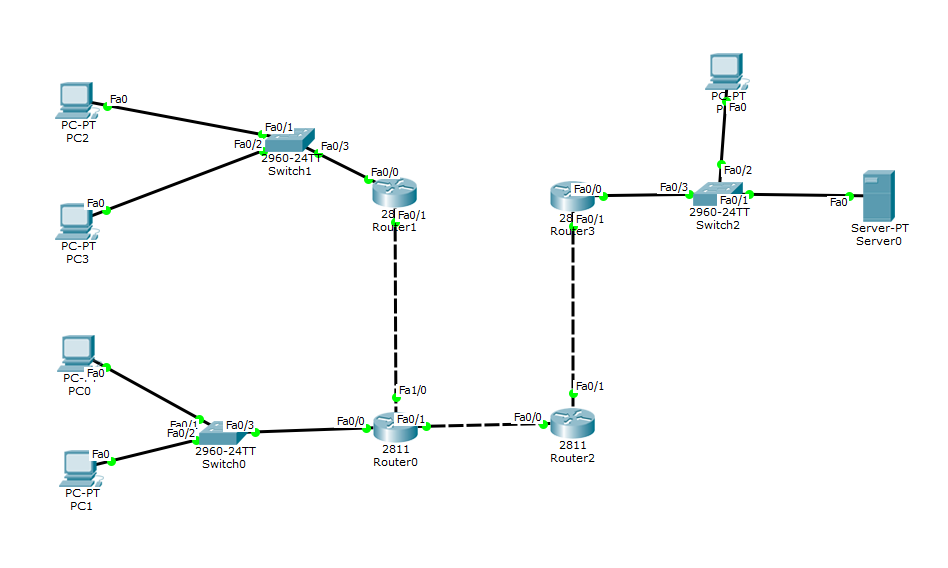 Fa0
PC-PT
PC2
Fa0/1
Fa0/2
Fa0/3
2960-24TT
Switch1
Fa0
PC-PT
PC3
Fa0/0
28
Fa0/1
Router1
PC-PT
Fa0
Fa0/2
Fa0/0
28
Fa0/1
Router3
Fa0/3
Fa0/1
2960-24TT
Switch2
Fa0
Server-PT
Server0
Fa0
PC0
Fa0/1
Fa0/2
Fa0/3
2960-24TT
Switch0
Fa0
PC-PT
PC1
Fa1/0
Fa0/0
Fa0/1
2811
Router0
Fa0/1
Fa0/0
2811
Router2